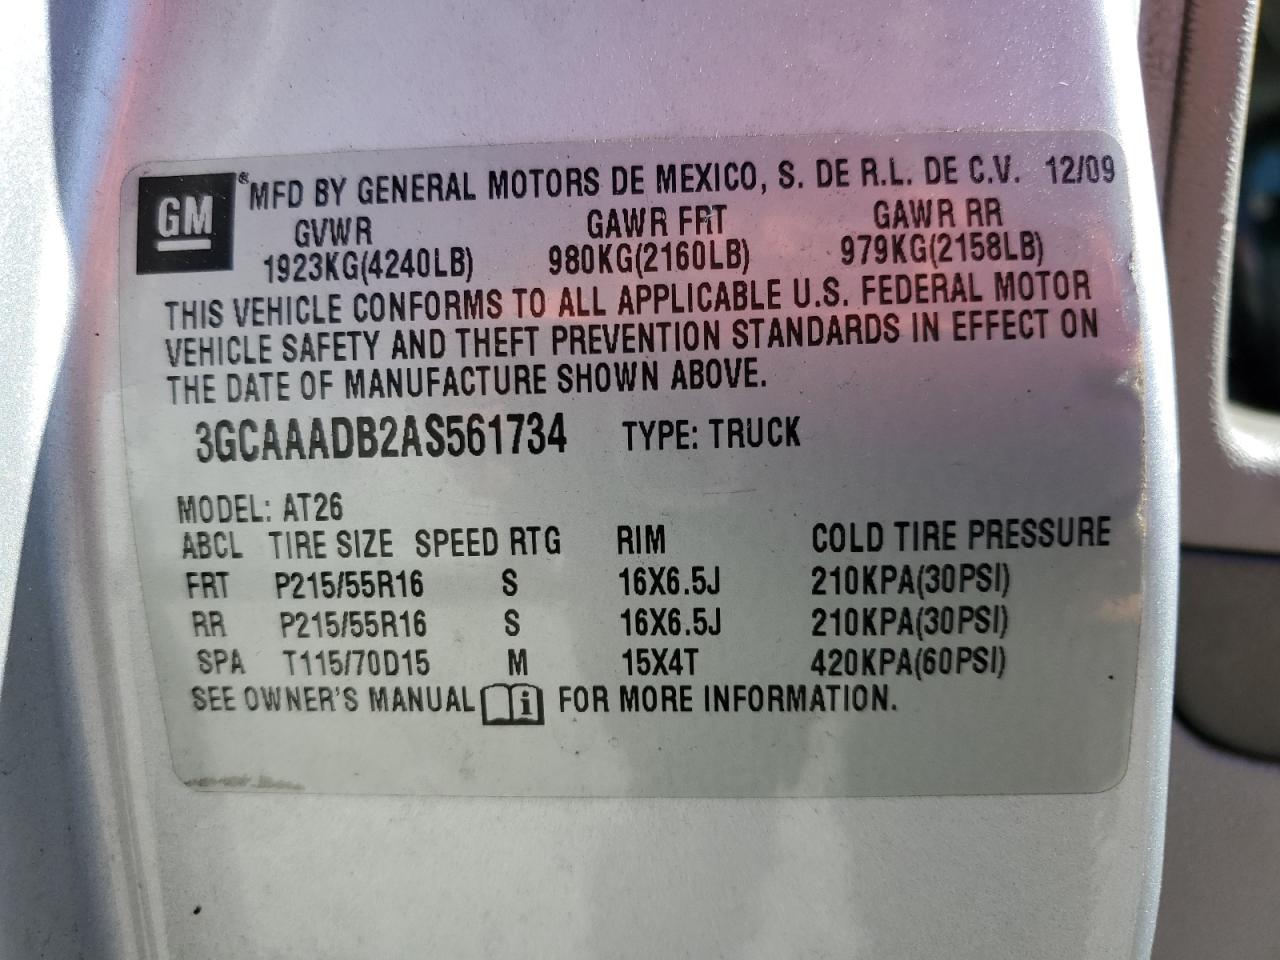 GM ® MFD BY GENERAL MOTORS DE MEXICO, S. DE R.L. DE C.V. 12/09
GVWR GAWR FRT GAWR RR
1923KG(4240LB) 980KG(2160LB) 979KG(2158LB)
THIS VEHICLE CONFORMS TO ALL APPLICABLE U.S. FEDERAL MOTOR
VEHICLE SAFETY AND THEFT PREVENTION STANDARDS IN EFFECT ON
THE DATE OF MANUFACTURE SHOWN ABOVE.
3GCAAADB2AS561734 TYPE: TRUCK
MODEL: AT26
ABCL TIRE SIZE SPEED RTG RIM COLD TIRE PRESSURE
FRT P215/55R16 S 16X6.5J 210KPA(30PSI)
RR P215/55R16 S 16X6.5J 210KPA(30PSI)
SPA T115/70D15 M 15X4T 420KPA(60PSI)
SEE OWNER'S MANUAL i FOR MORE INFORMATION.